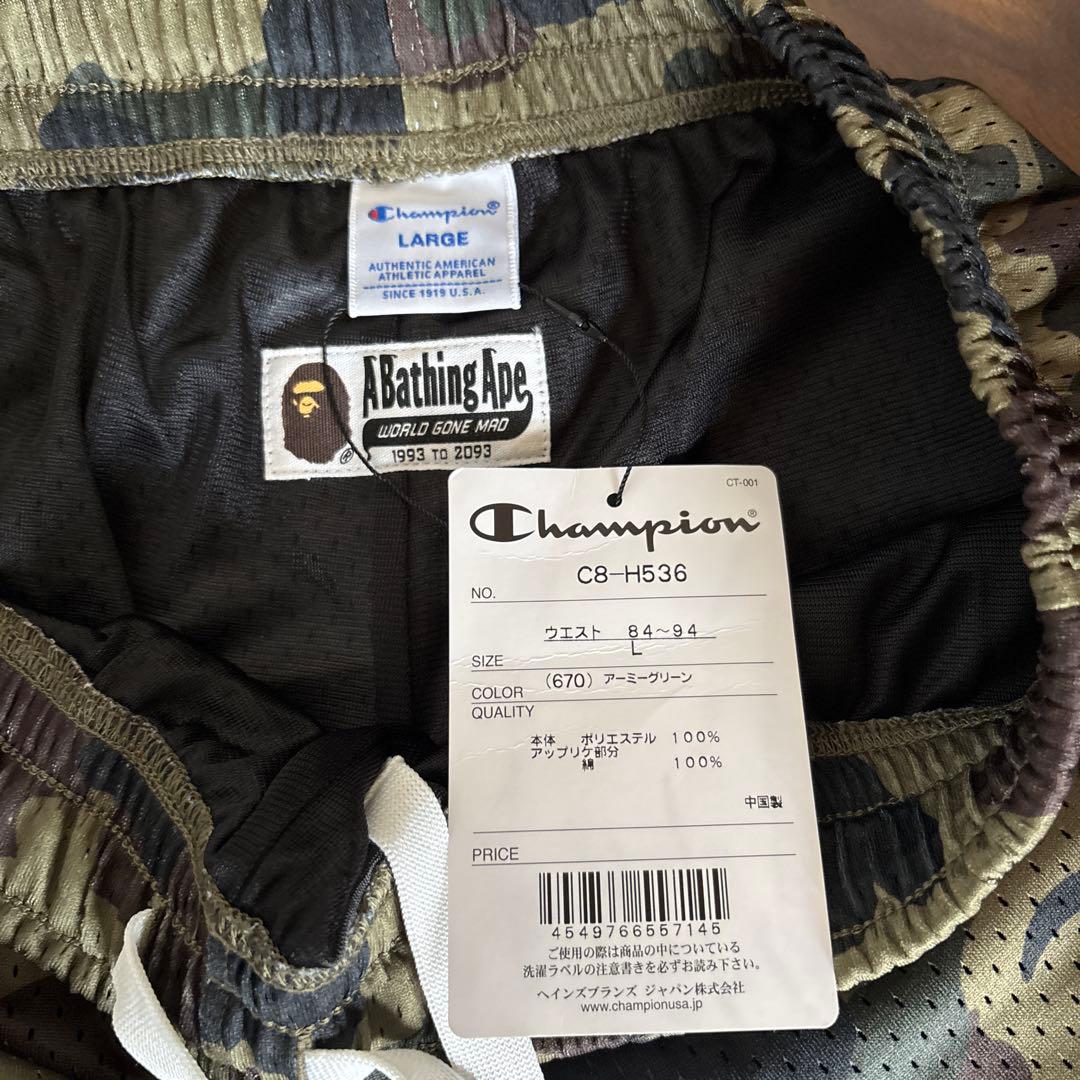 Champion®
LARGE
AUTHENTIC AMERICAN
ATHLETIC APPAREL
SINCE 1919 U.S.A.
ABathing Ape
WORLD GONE MAD
® 1993 TO 2093
CT-001
Champion®
NO. C8-H536
ウエスト 84～94
SIZE L
COLOR (670) アーミーグリーン
QUALITY
本体 ポリエステル 100%
アップリケ部分
綿 100%
中国製
PRICE
4549766557145
ご使用の際は商品の中についている
洗濯ラベルの注意書きを必ずお読み下さい。
ヘインズブランズ ジャパン株式会社
www.championusa.jp